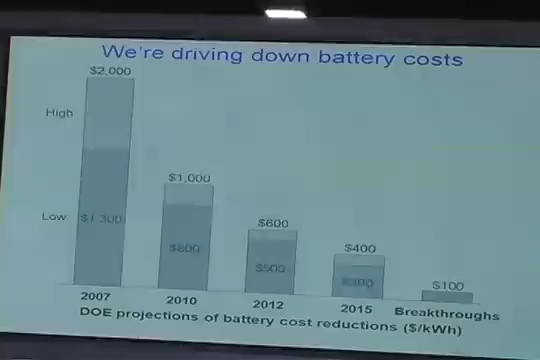 We're driving down battery costs
$2,000
High
$1,000
Low
$1,300
$600
$800
$400
$500
$300
$100
2007
2010
2012
2015
Breakthroughs
DOE projections of battery cost reductions ($/kWh)